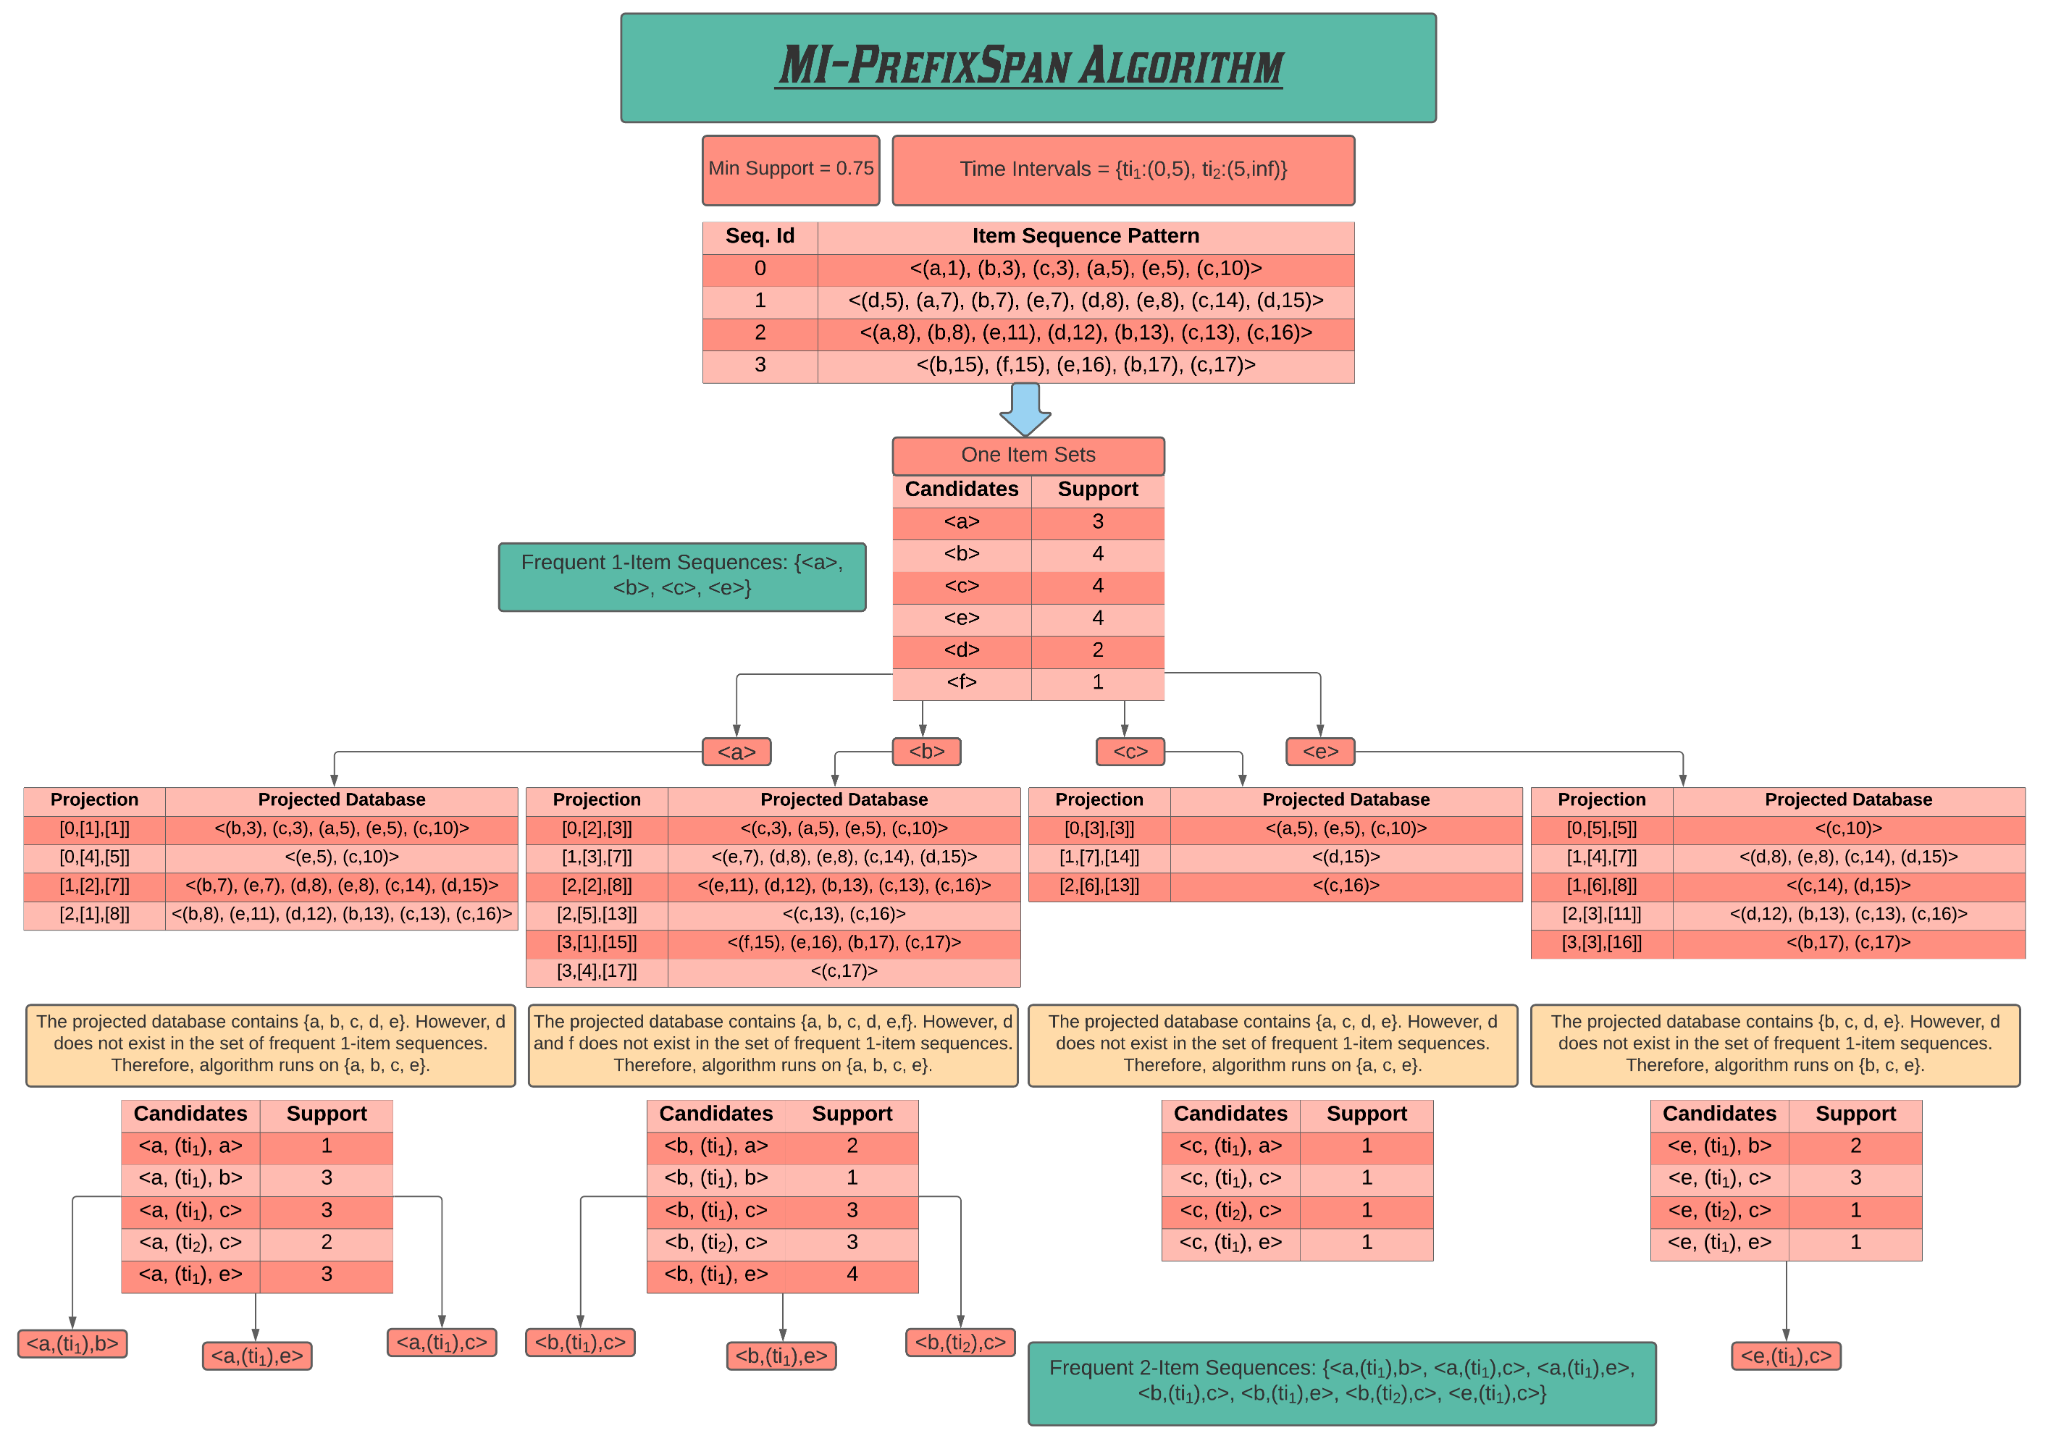 MI-PrefixSpan Algorithm
Min Support = 0.75
Time Intervals = {ti₁:(0,5), ti₂:(5,inf)}
Seq. Id Item Sequence Pattern
0 <(a,1), (b,3), (c,3), (a,5), (e,5), (c,10)>
1 <(d,5), (a,7), (b,7), (e,7), (d,8), (e,8), (c,14), (d,15)>
2 <(a,8), (b,8), (e,11), (d,12), (b,13), (c,13), (c,16)>
3 <(b,15), (f,15), (e,16), (b,17), (c,17)>
One Item Sets
Candidates Support
<a> 3
<b> 4
<c> 4
<e> 4
<d> 2
<f> 1
Frequent 1-Item Sequences: {<a>,
<b>, <c>, <e>}
<a>
<b>
<c>
<e>
Projection Projected Database
[0,[1],[1]] <(b,3), (c,3), (a,5), (e,5), (c,10)>
[0,[4],[5]] <(e,5), (c,10)>
[1,[2],[7]] <(b,7), (e,7), (d,8), (e,8), (c,14), (d,15)>
[2,[1],[8]] <(b,8), (e,11), (d,12), (b,13), (c,13), (c,16)>
Projection Projected Database
[0,[2],[3]] <(c,3), (a,5), (e,5), (c,10)>
[1,[3],[7]] <(e,7), (d,8), (e,8), (c,14), (d,15)>
[2,[2],[8]] <(e,11), (d,12), (b,13), (c,13), (c,16)>
[2,[5],[13]] <(c,13), (c,16)>
[3,[1],[15]] <(f,15), (e,16), (b,17), (c,17)>
[3,[4],[17]] <(c,17)>
Projection Projected Database
[0,[3],[3]] <(a,5), (e,5), (c,10)>
[1,[7],[14]] <(d,15)>
[2,[6],[13]] <(c,16)>
Projection Projected Database
[0,[5],[5]] <(c,10)>
[1,[4],[7]] <(d,8), (e,8), (c,14), (d,15)>
[1,[6],[8]] <(c,14), (d,15)>
[2,[3],[11]] <(d,12), (b,13), (c,13), (c,16)>
[3,[3],[16]] <(b,17), (c,17)>
The projected database contains {a, b, c, d, e}. However, d
does not exist in the set of frequent 1-item sequences.
Therefore, algorithm runs on {a, b, c, e}.
The projected database contains {a, b, c, d, e,f}. However, d
and f does not exist in the set of frequent 1-item sequences.
Therefore, algorithm runs on {a, b, c, e}.
The projected database contains {a, c, d, e}. However, d
does not exist in the set of frequent 1-item sequences.
Therefore, algorithm runs on {a, c, e}.
The projected database contains {b, c, d, e}. However, d
does not exist in the set of frequent 1-item sequences.
Therefore, algorithm runs on {b, c, e}.
Candidates Support
<a, (ti₁), a> 1
<a, (ti₁), b> 3
<a, (ti₁), c> 3
<a, (ti₂), c> 2
<a, (ti₁), e> 3
Candidates Support
<b, (ti₁), a> 2
<b, (ti₁), b> 1
<b, (ti₁), c> 3
<b, (ti₂), c> 3
<b, (ti₁), e> 4
Candidates Support
<c, (ti₁), a> 1
<c, (ti₁), c> 1
<c, (ti₂), c> 1
<c, (ti₁), e> 1
Candidates Support
<e, (ti₁), b> 2
<e, (ti₁), c> 3
<e, (ti₂), c> 1
<e, (ti₁), e> 1
<a,(ti₁),b>
<a,(ti₁),e>
<a,(ti₁),c>
<b,(ti₁),c>
<b,(ti₁),e>
<b,(ti₂),c>
<e,(ti₁),c>
Frequent 2-Item Sequences: {<a,(ti₁),b>, <a,(ti₁),c>, <a,(ti₁),e>,
<b,(ti₁),c>, <b,(ti₁),e>, <b,(ti₂),c>, <e,(ti₁),c>}